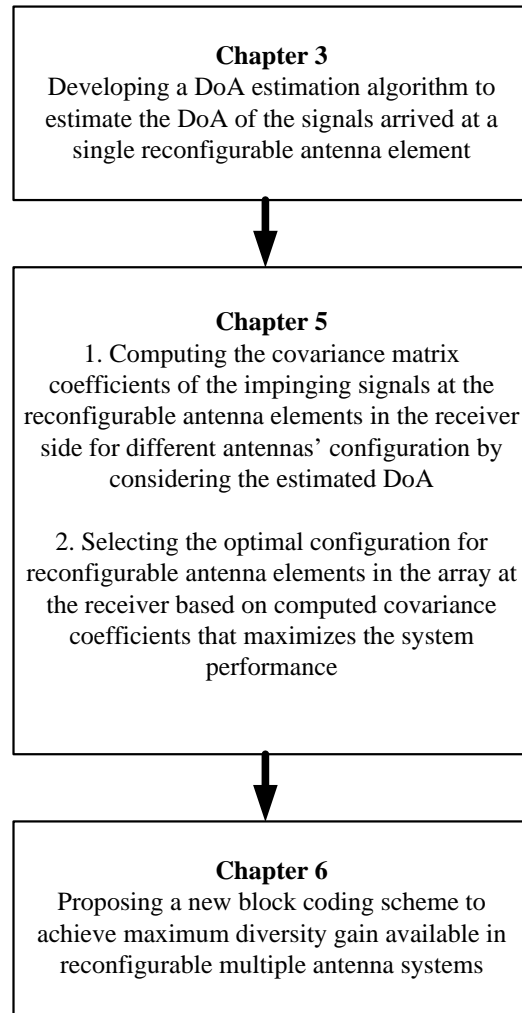 Chapter 3
Developing a DoA estimation algorithm to
estimate the DoA of the signals arrived at a
single reconfigurable antenna element
Chapter 5
1. Computing the covariance matrix
coefficients of the impinging signals at the
reconfigurable antenna elements in the receiver
side for different antennas’ configuration by
considering the estimated DoA
2. Selecting the optimal configuration for
reconfigurable antenna elements in the array at
the receiver based on computed covariance
coefficients that maximizes the system
performance
Chapter 6
Proposing a new block coding scheme to
achieve maximum diversity gain available in
reconfigurable multiple antenna systems